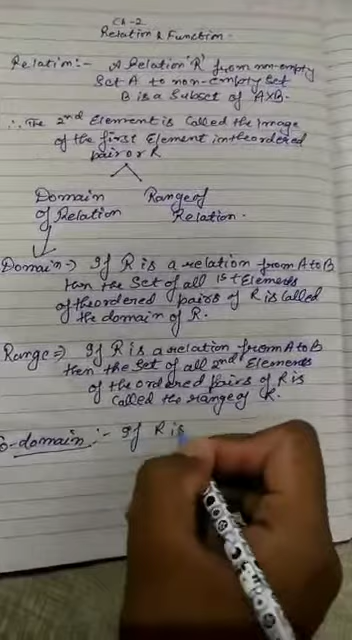 Ch-2
Relation & Function.
Relation:- A Relation 'R' from non-empty
Set A to non-empty Set
B is a Subset of A×B.
∴ The 2nd Element is Called the Image
of the first Element in the ordered
pair or R
Domain Range of
of Relation Relation.
Domain → If R is a relation from A to B
then the Set of all 1st Elements
of the ordered pairs of R is called
the domain of R.
Range ⇒ If R is a relation from A to B
then the set of all 2nd Elements
of the ordered pairs of R is
called the range of R.
Co-domain:- If R is